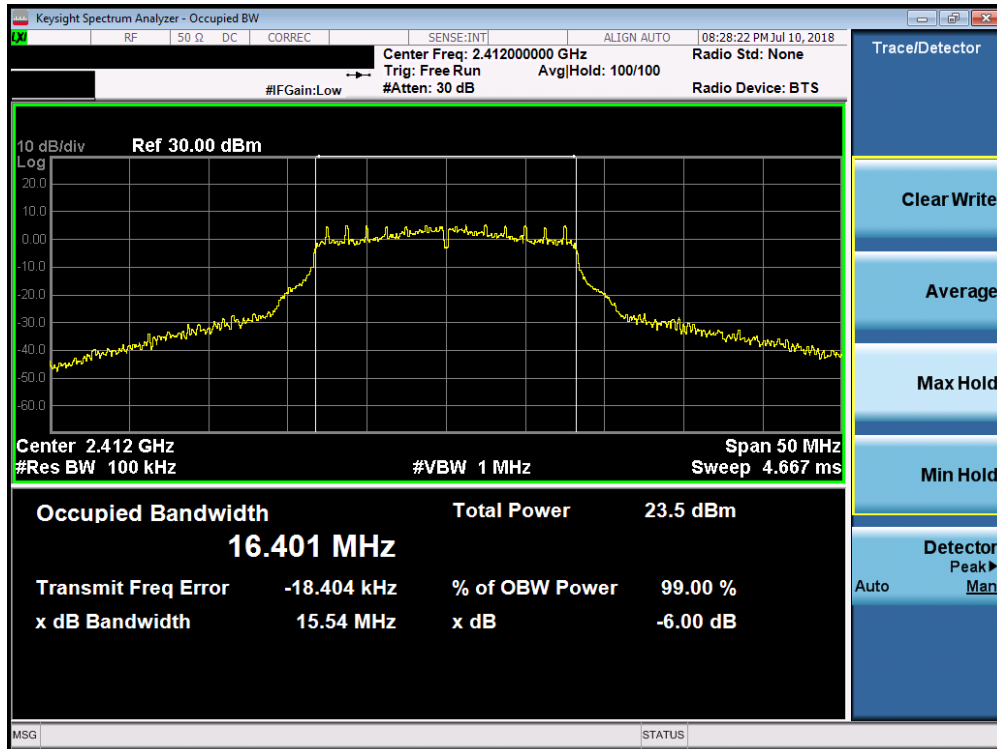 Keysight Spectrum Analyzer - Occupied BW
LXI RF 50 Ω DC CORREC SENSE:INT ALIGN AUTO 08:28:22 PM Jul 10, 2018
Center Freq: 2.412000000 GHz Radio Std: None
Trig: Free Run Avg|Hold: 100/100
#IFGain:Low #Atten: 30 dB Radio Device: BTS
Trace/Detector
10 dB/div Ref 30.00 dBm
Log
20.0
10.0
0.00
-10.0
-20.0
-30.0
-40.0
-50.0
-60.0
Center 2.412 GHz Span 50 MHz
#Res BW 100 kHz #VBW 1 MHz Sweep 4.667 ms
Occupied Bandwidth Total Power 23.5 dBm
16.401 MHz
Transmit Freq Error -18.404 kHz % of OBW Power 99.00 %
x dB Bandwidth 15.54 MHz x dB -6.00 dB
Clear Write
Average
Max Hold
Min Hold
Detector
Peak▶
Auto Man
MSG STATUS